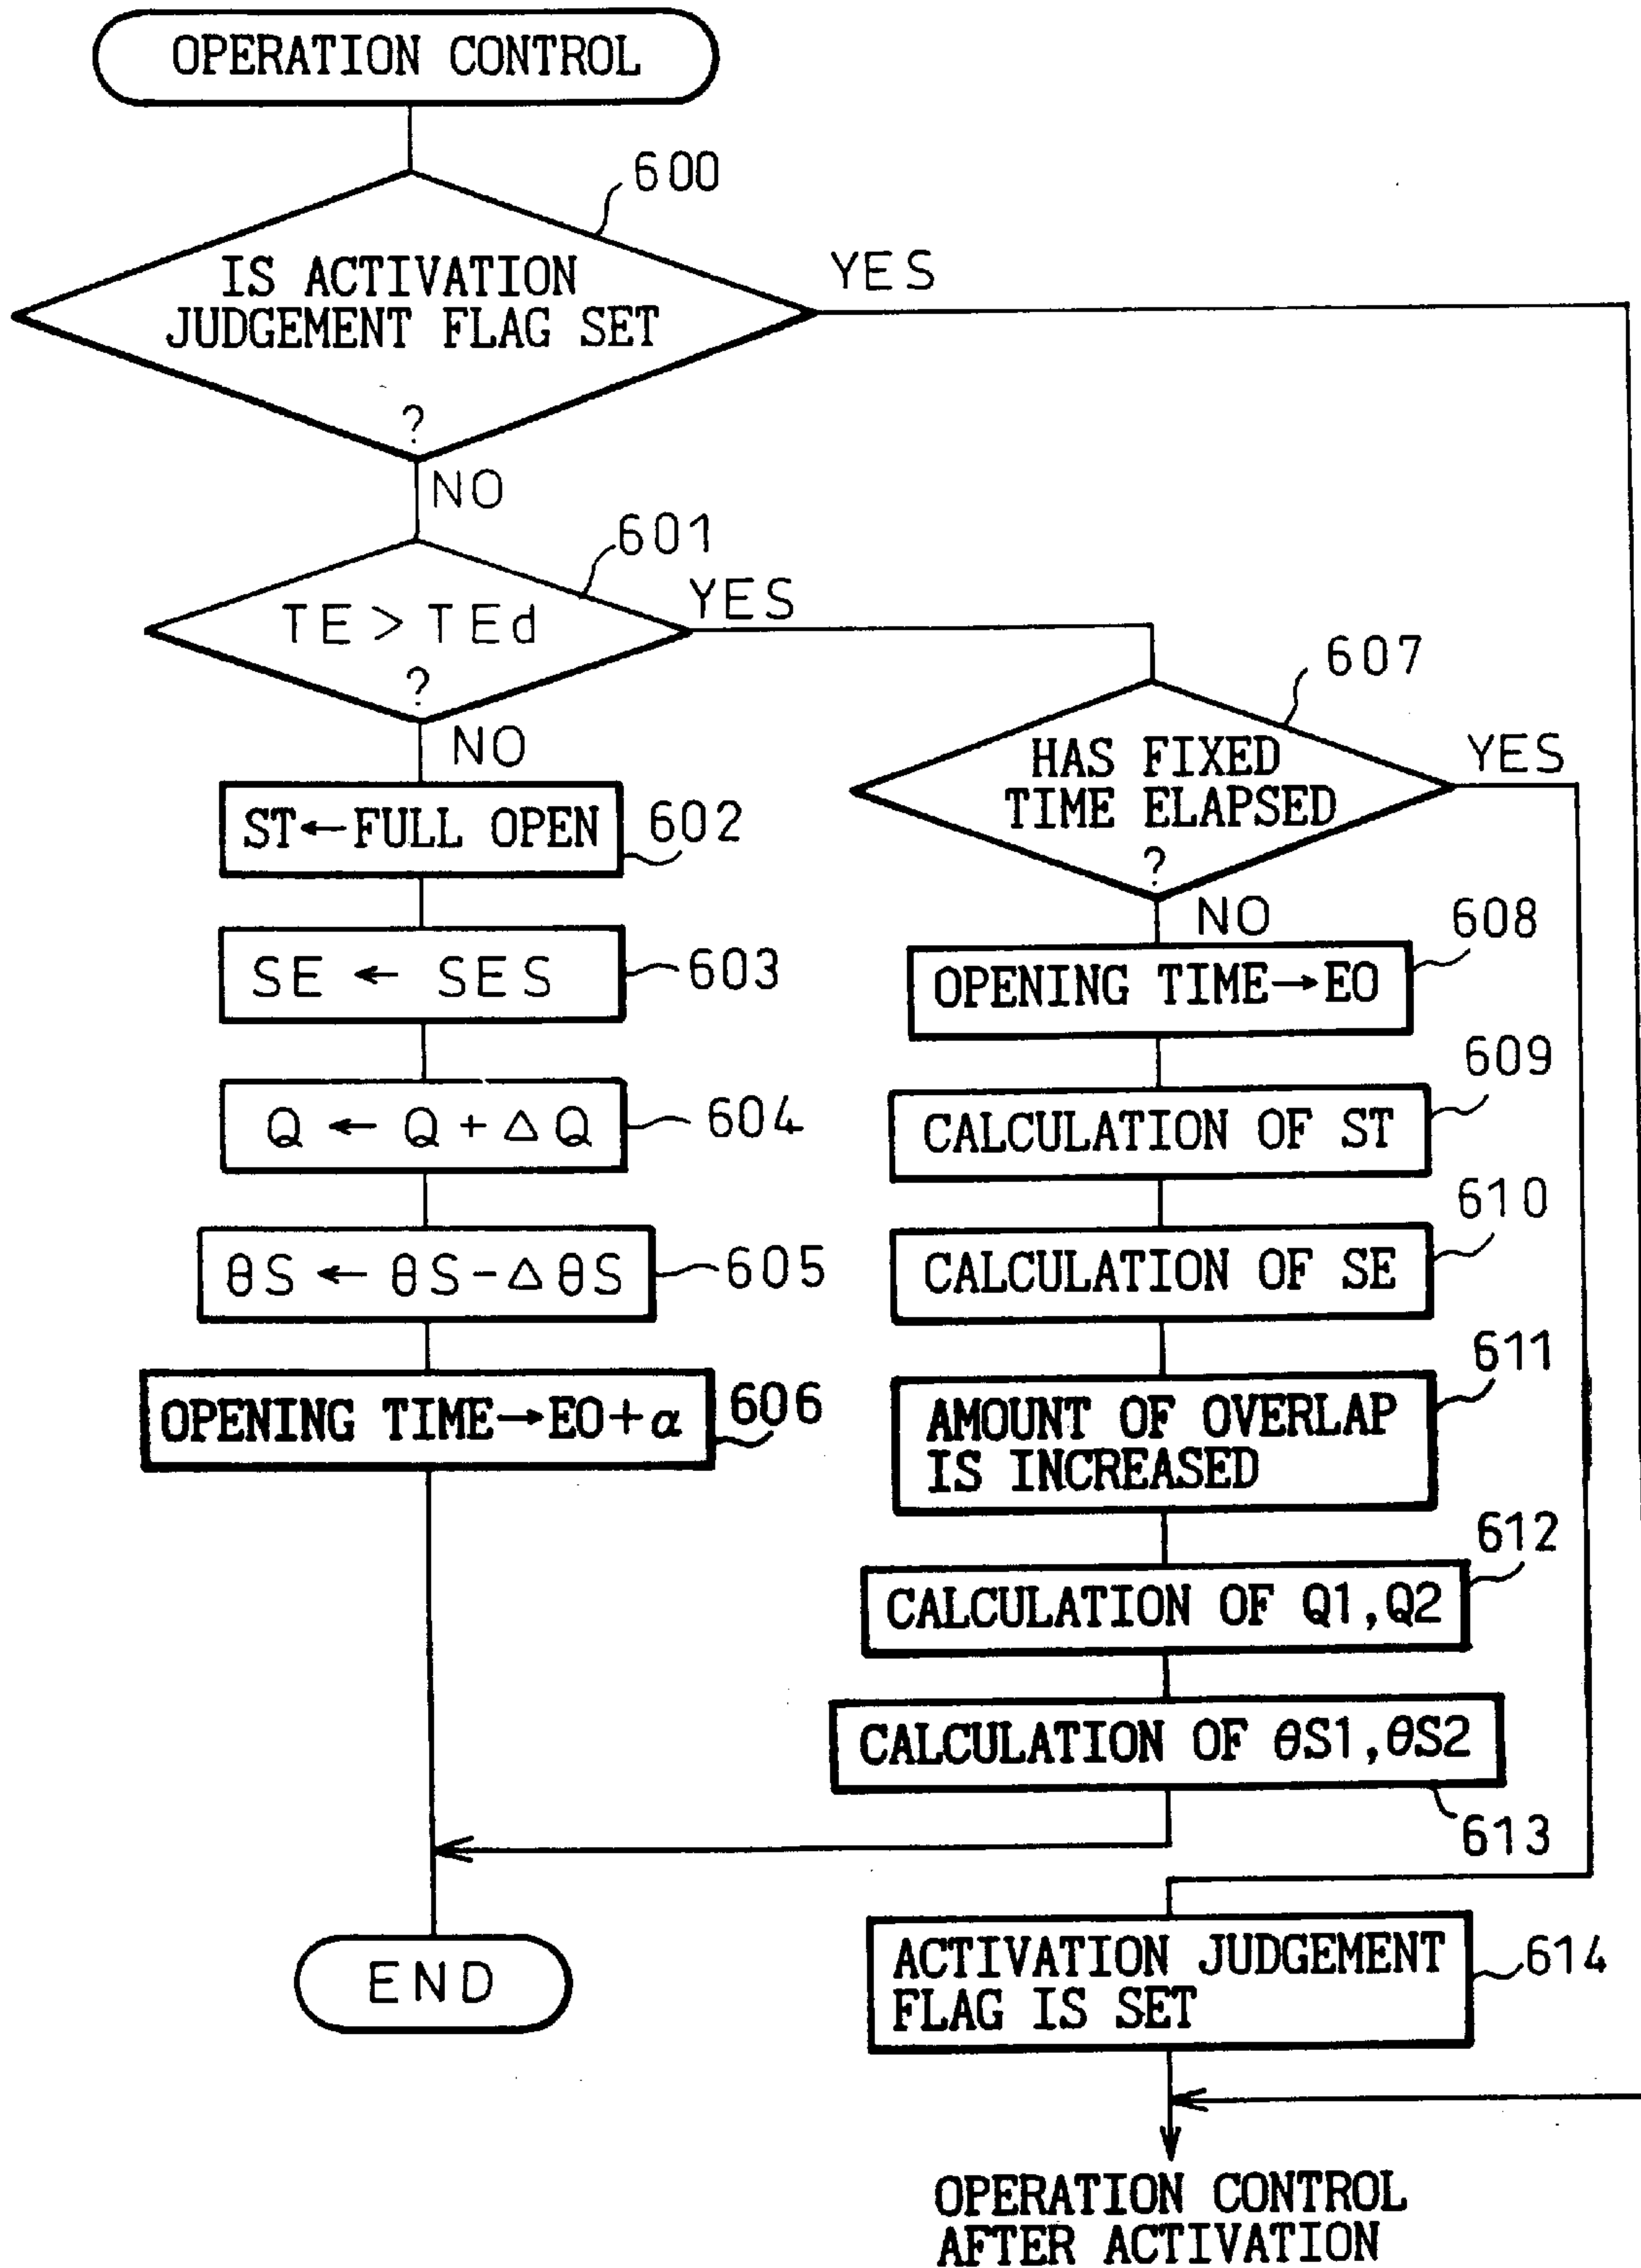 OPERATION CONTROL
600
IS ACTIVATION
JUDGEMENT FLAG SET
?
YES
NO
601
TE > TEd
?
YES
NO
ST←FULL OPEN
602
SE ← SES
603
Q ← Q + △ Q
604
θS ← θS - △ θS
605
OPENING TIME→EO+α
606
607
HAS FIXED
TIME ELAPSED
?
YES
NO
608
OPENING TIME→EO
609
CALCULATION OF ST
610
CALCULATION OF SE
611
AMOUNT OF OVERLAP
IS INCREASED
612
CALCULATION OF Q1,Q2
CALCULATION OF θS1,θS2
613
END
ACTIVATION JUDGEMENT
FLAG IS SET
614
OPERATION CONTROL
AFTER ACTIVATION